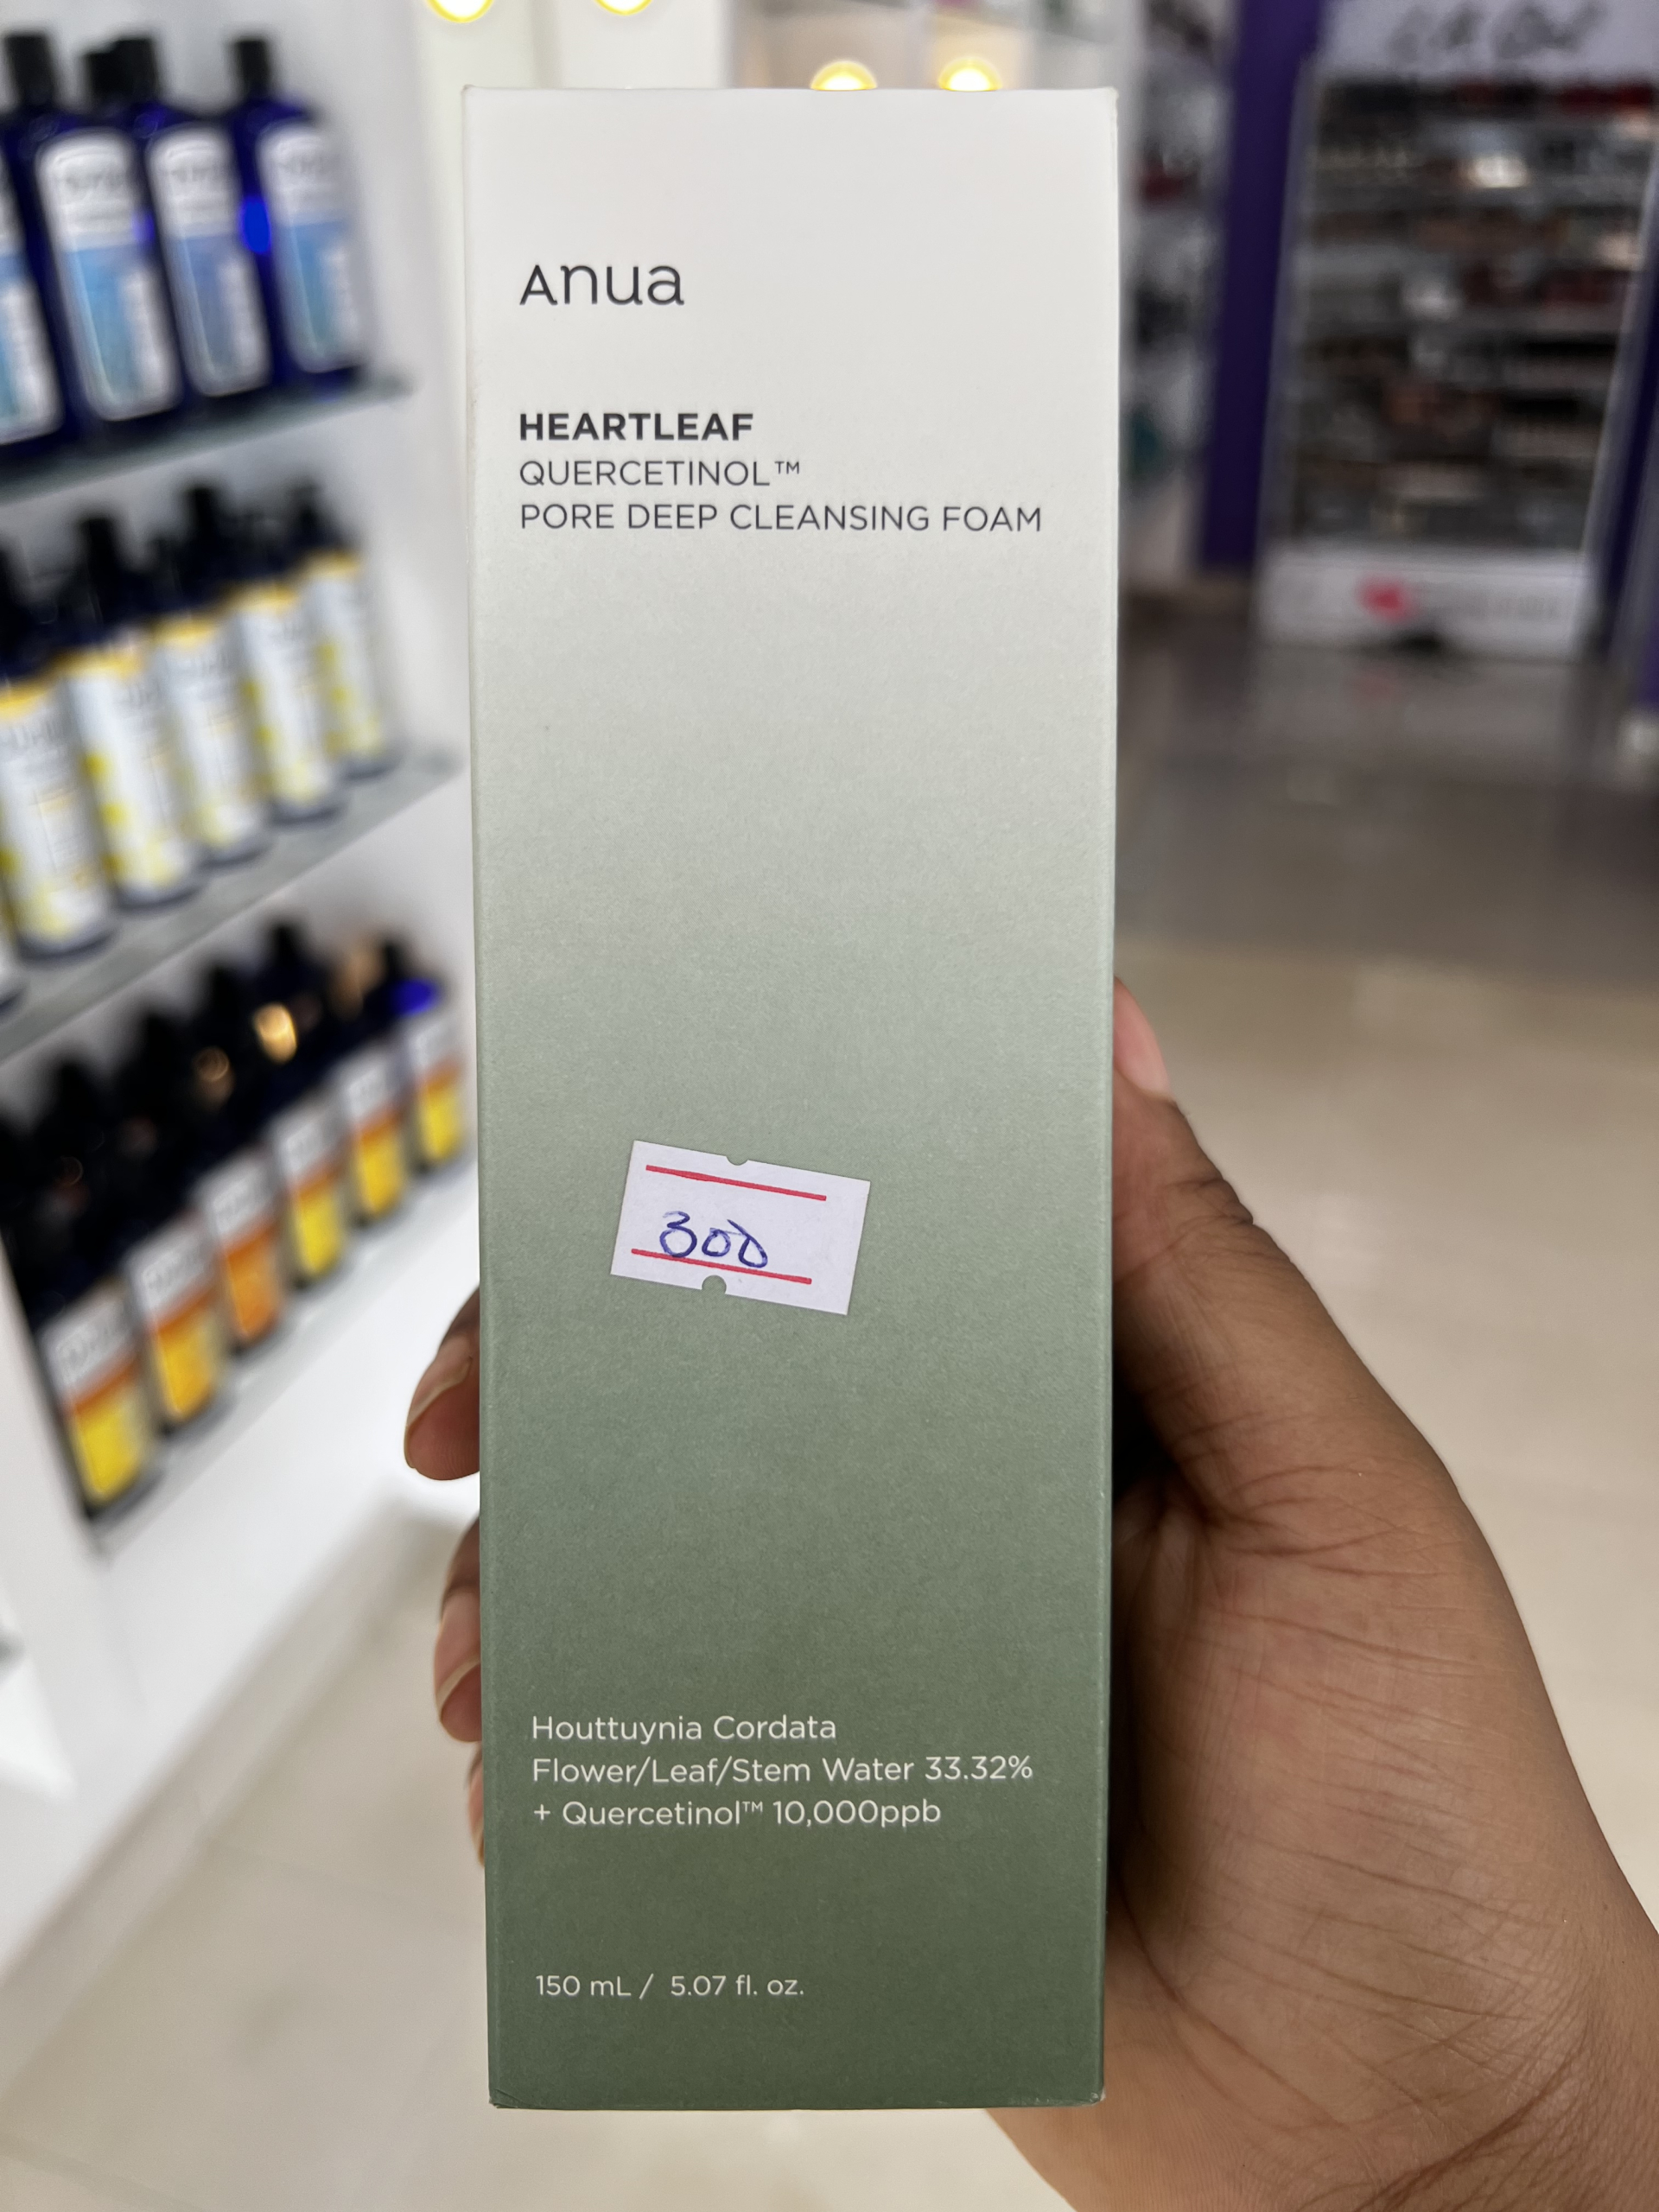 Anua
HEARTLEAF
QUERCETINOL™
PORE DEEP CLEANSING FOAM
300
Houttuynia Cordata
Flower/Leaf/Stem Water 33.32%
+ Quercetinol™ 10,000ppb
150 mL / 5.07 fl. oz.